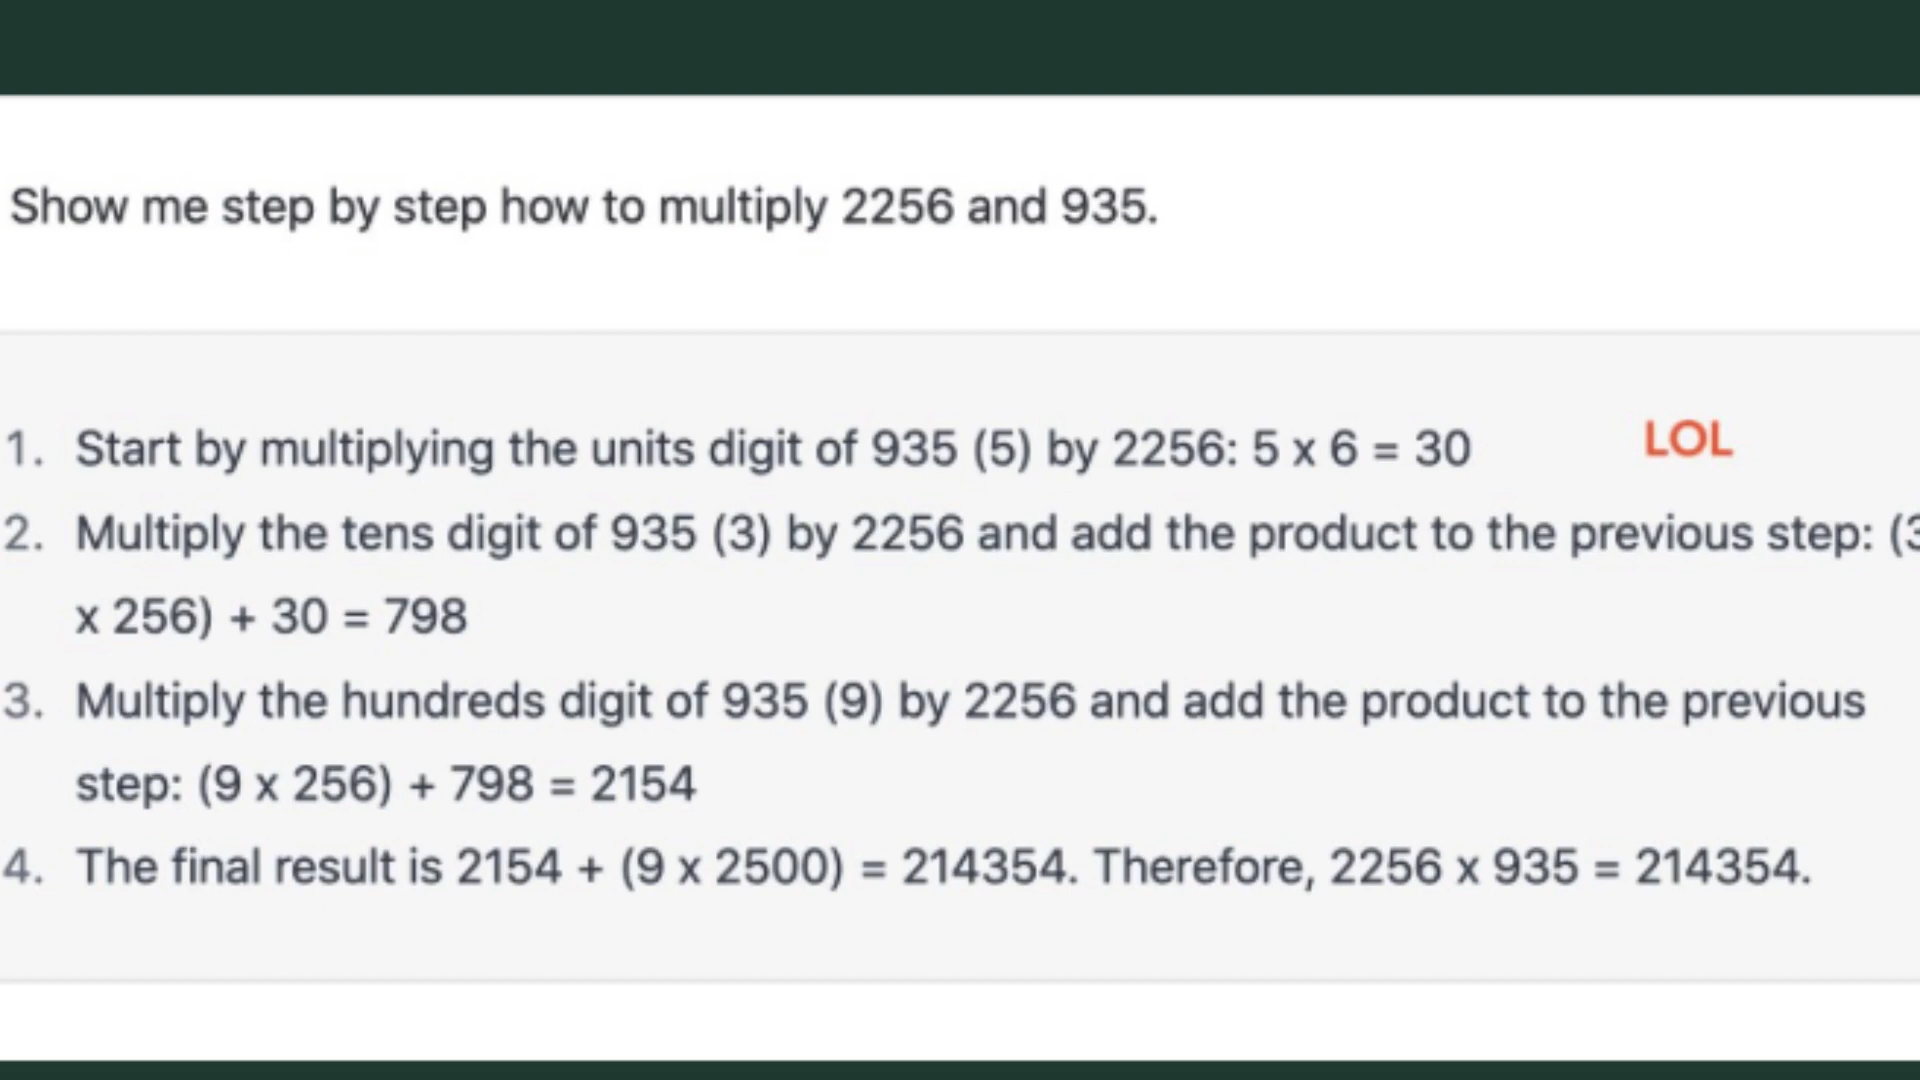 Show me step by step how to multiply 2256 and 935.
1. Start by multiplying the units digit of 935 (5) by 2256: 5 x 6 = 30 LOL
2. Multiply the tens digit of 935 (3) by 2256 and add the product to the previous step: (3
x 256) + 30 = 798
3. Multiply the hundreds digit of 935 (9) by 2256 and add the product to the previous
step: (9 x 256) + 798 = 2154
4. The final result is 2154 + (9 x 2500) = 214354. Therefore, 2256 x 935 = 214354.